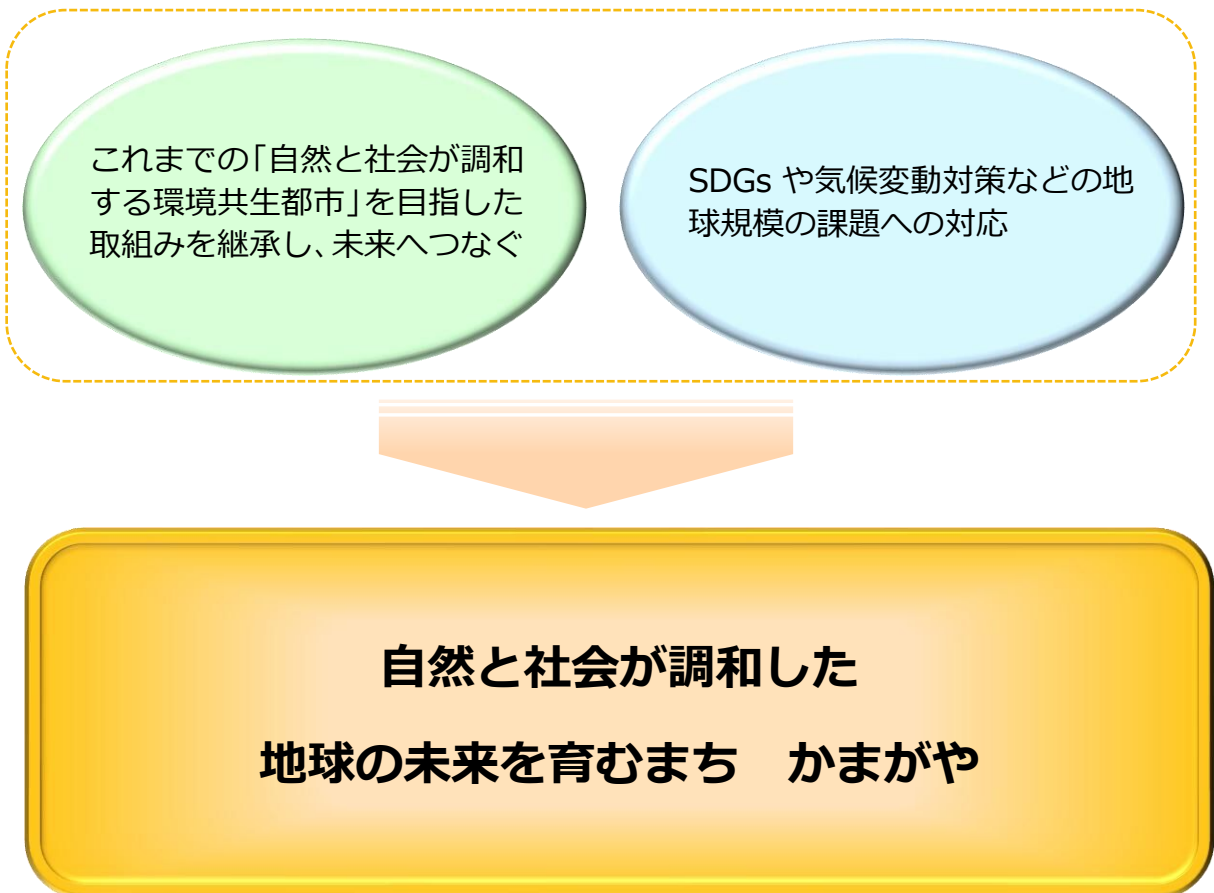 これまでの「自然と社会が調和
する環境共生都市」を目指した
取組みを継承し、未来へつなぐ
SDGs や気候変動対策などの地
球規模の課題への対応
自然と社会が調和した
地球の未来を育むまち　かまがや